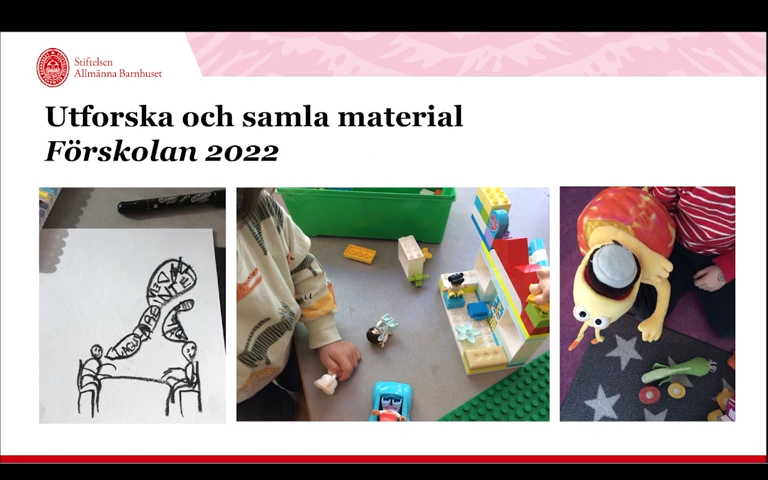 Stiftelsen
Allmänna Barnhuset
Utforska och samla material
Förskolan 2022